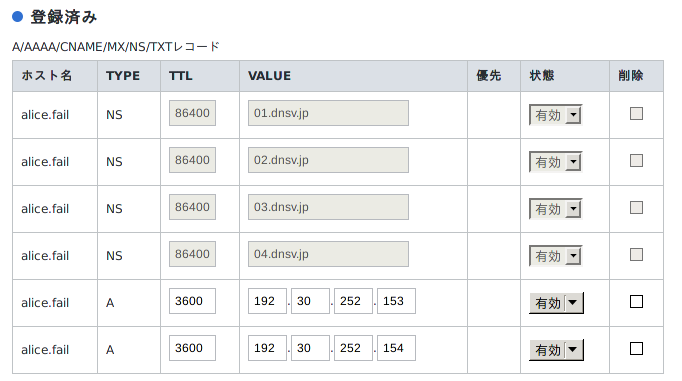 登録済み
A/AAAA/CNAME/MX/NS/TXTレコード
ホスト名 TYPE TTL VALUE 優先 状態 削除
alice.fail NS 86400 01.dnsv.jp 有効
alice.fail NS 86400 02.dnsv.jp 有効
alice.fail NS 86400 03.dnsv.jp 有効
alice.fail NS 86400 04.dnsv.jp 有効
alice.fail A 3600 192 . 30 . 252 . 153 有効
alice.fail A 3600 192 . 30 . 252 . 154 有効